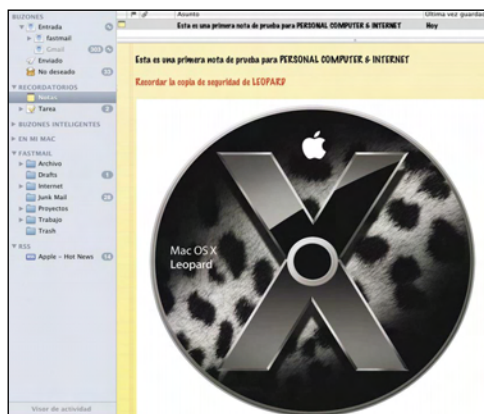 BUZONES
Entrada
fastmail
Gmail
Enviado
No deseado
RECORDATORIOS
Notas
Tarea
BUZONES INTELIGENTES
EN MI MAC
FASTMAIL
Archivo
Drafts
Internet
Junk Mail
Proyectos
Trabajo
Trash
RSS
Apple - Hot News
Visor de actividad
Asunto Última vez guardac
Esta es una primera nota de prueba para PERSONAL COMPUTER & INTERNET Hoy
Esta es una primera nota de prueba para PERSONAL COMPUTER & INTERNET
Recordar la copia de seguridad de LEOPARD
Mac OS X
Leopard